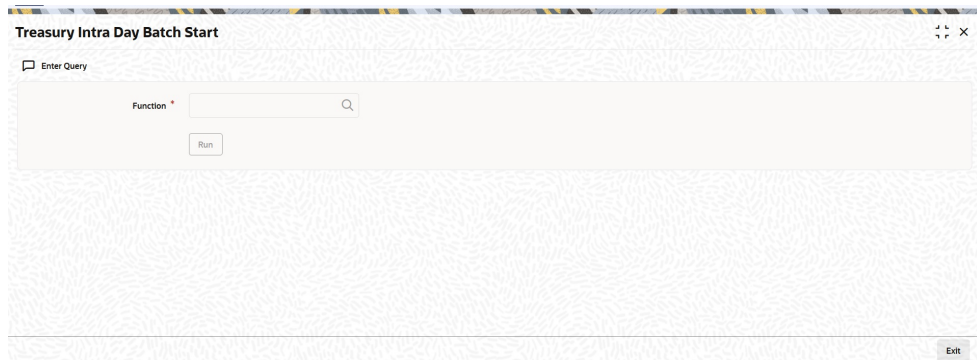 Treasury Intra Day Batch Start
Enter Query
Function *
Run
Exit